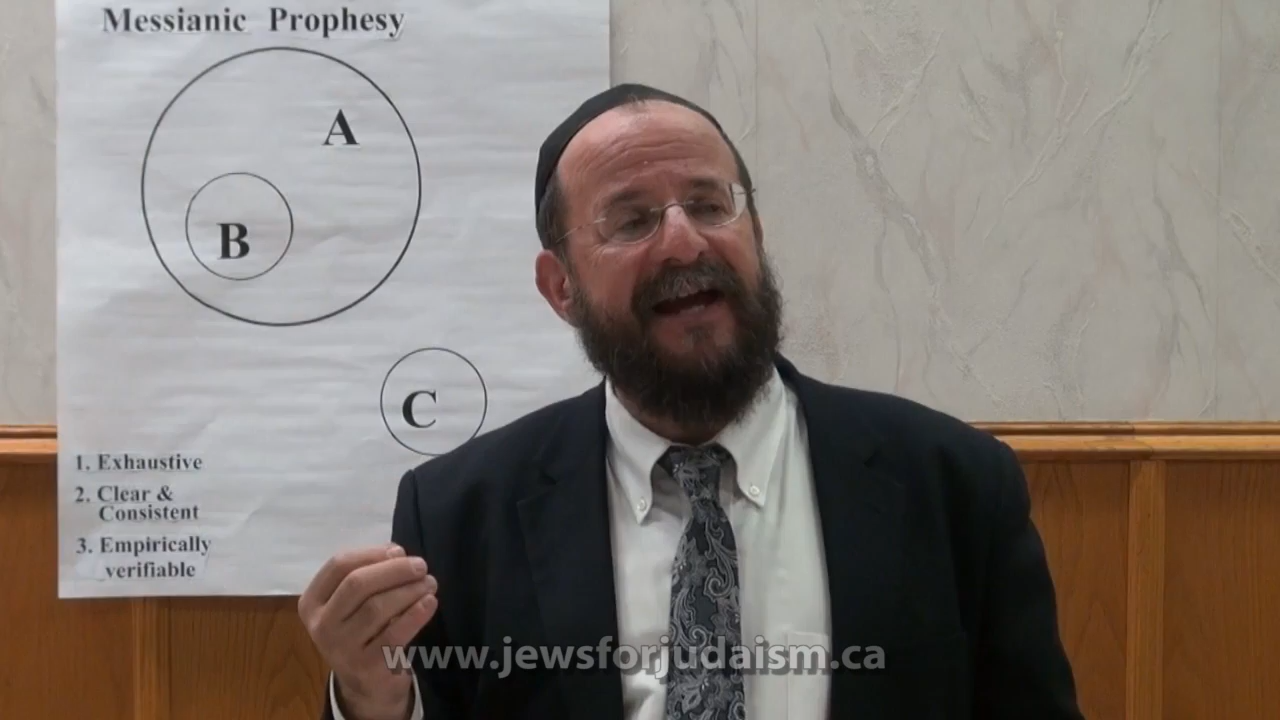 Messianic Prophesy
A
B
C
1. Exhaustive
2. Clear &
Consistent
3. Empirically
verifiable
www.jewsforjudaism.ca